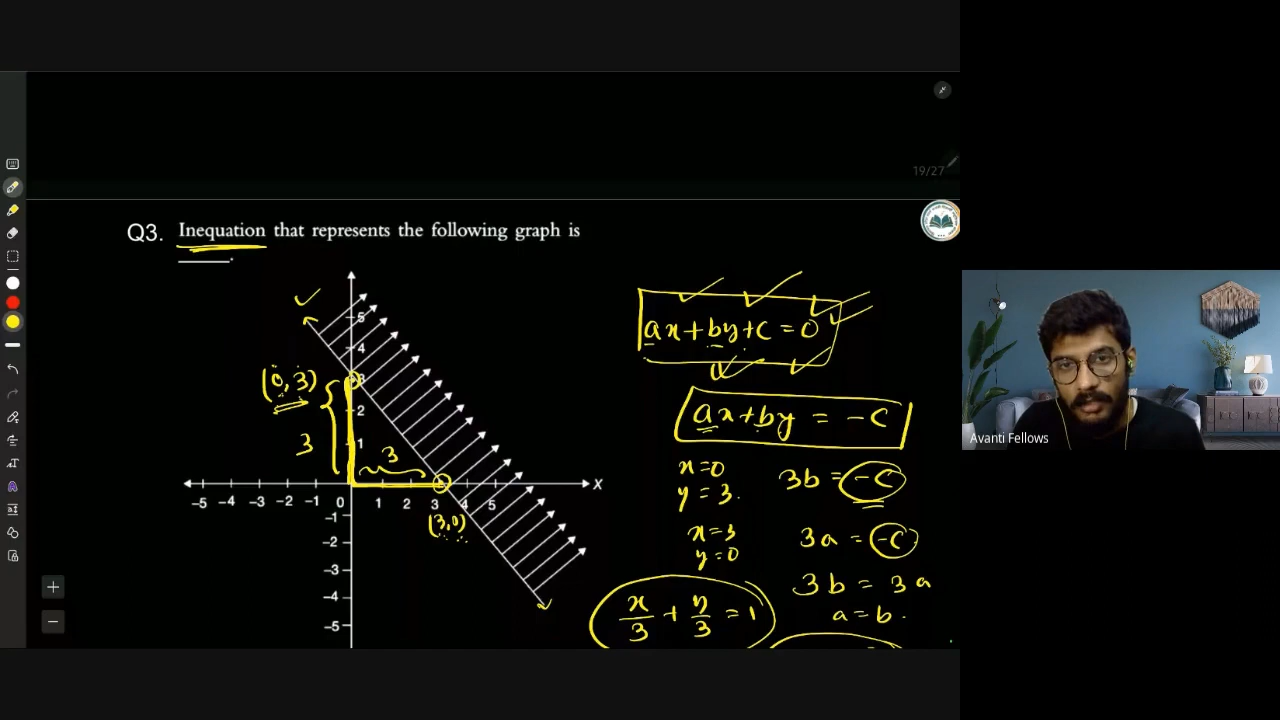 19/27
Q3. Inequation that represents the following graph is
_____.
5
4
3
2
1
-5 -4 -3 -2 -1 0 1 2 3 4 5 X
-1
-2
-3
-4
-5
(0,3)
3
3
(3,0)
ax+by+c=0
ax+by = -c
x=0
y=3.
x=3
y=0
3b = -c
3a = -c
3b = 3a
a=b.
x/3 + y/3 = 1
Avanti Fellows